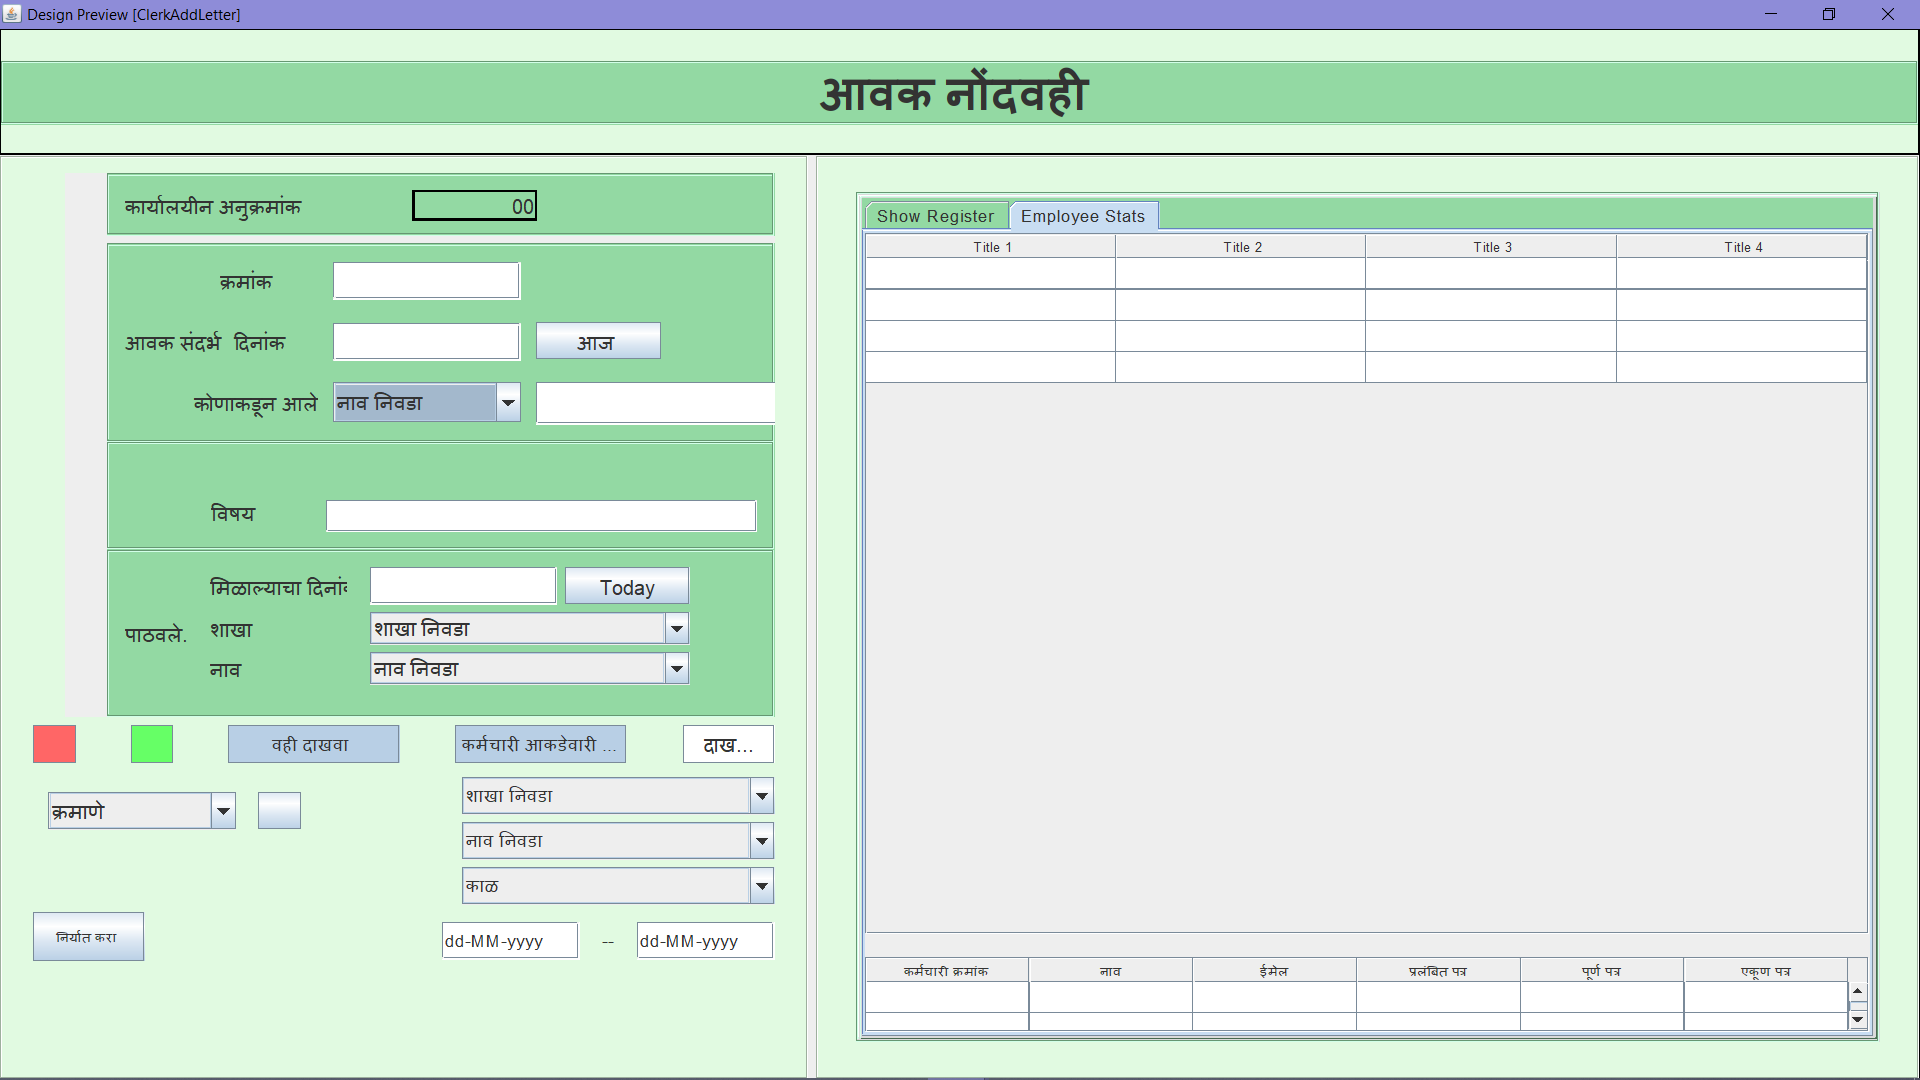 Design Preview [ClerkAddLetter]
आवक नोंदवही
कार्यालयीन अनुक्रमांक 00
क्रमांक
आवक संदर्भ दिनांक आज
कोणाकडून आले नाव निवडा
विषय
मिळाल्याचा दिनां Today
पाठवले. शाखा शाखा निवडा
नाव नाव निवडा
वही दाखवा कर्मचारी आकडेवारी ... दाख...
क्रमाणे
शाखा निवडा
नाव निवडा
काळ
निर्यात करा
dd-MM-yyyy -- dd-MM-yyyy
Show Register Employee Stats
Title 1 Title 2 Title 3 Title 4
कर्मचारी क्रमांक नाव ईमेल प्रलंबित पत्र पूर्ण पत्र एकूण पत्र